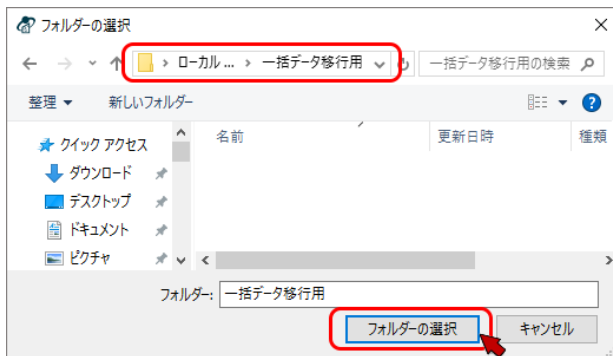 フォルダーの選択
ローカル ... › 一括データ移行用
一括データ移行用の検索
整理 新しいフォルダー
クイック アクセス
ダウンロード
デスクトップ
ドキュメント
ピクチャ
名前 更新日時 種類
フォルダー: 一括データ移行用
フォルダーの選択 キャンセル